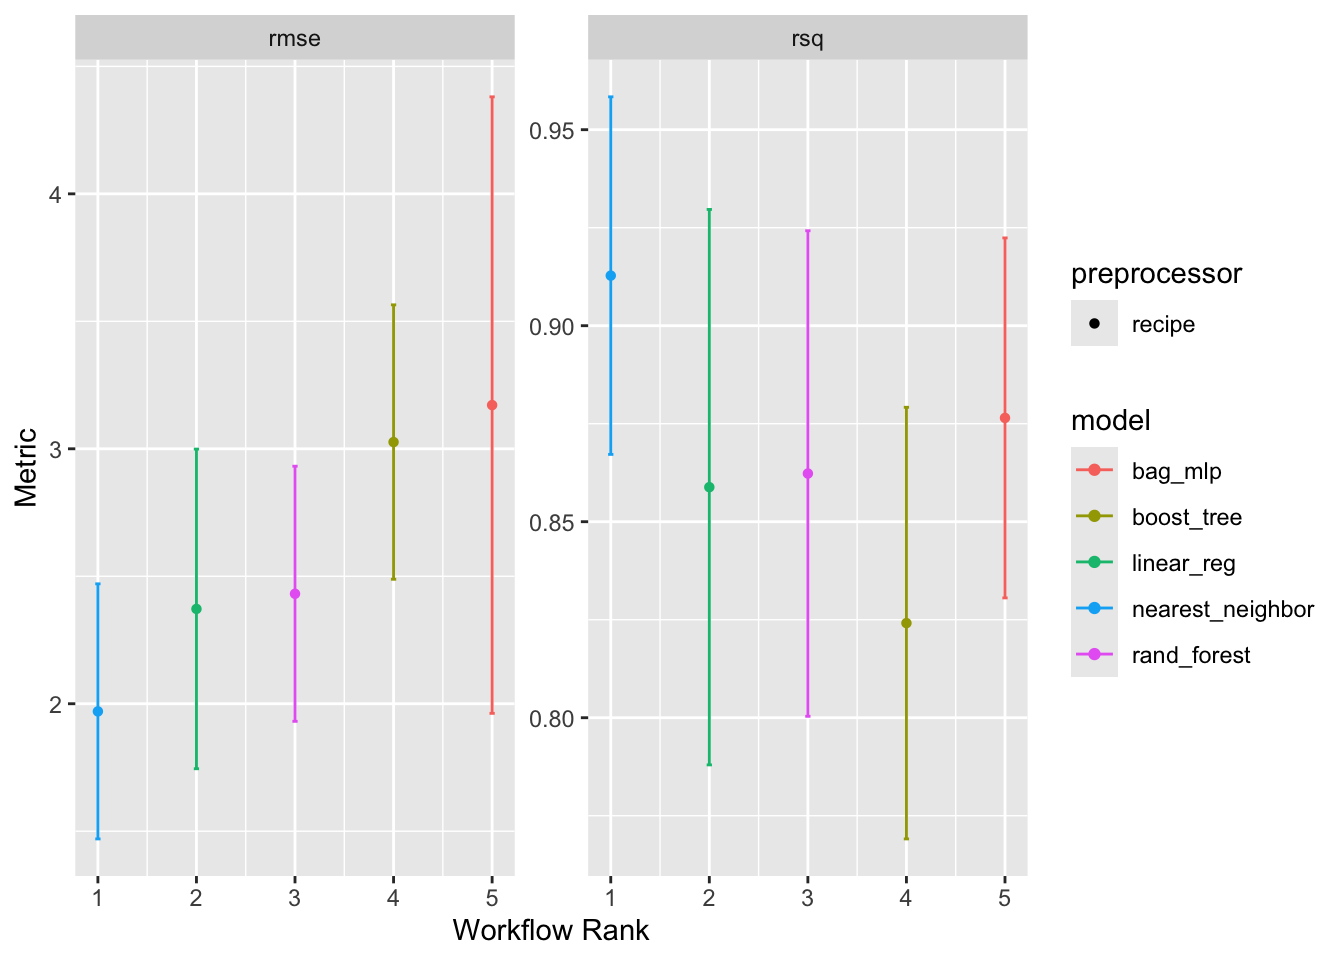 rmse
rsq
Metric
4
3
2
0.95
0.90
0.85
0.80
1 2 3 4 5
1 2 3 4 5
Workflow Rank
preprocessor
recipe
model
bag_mlp
boost_tree
linear_reg
nearest_neighbor
rand_forest